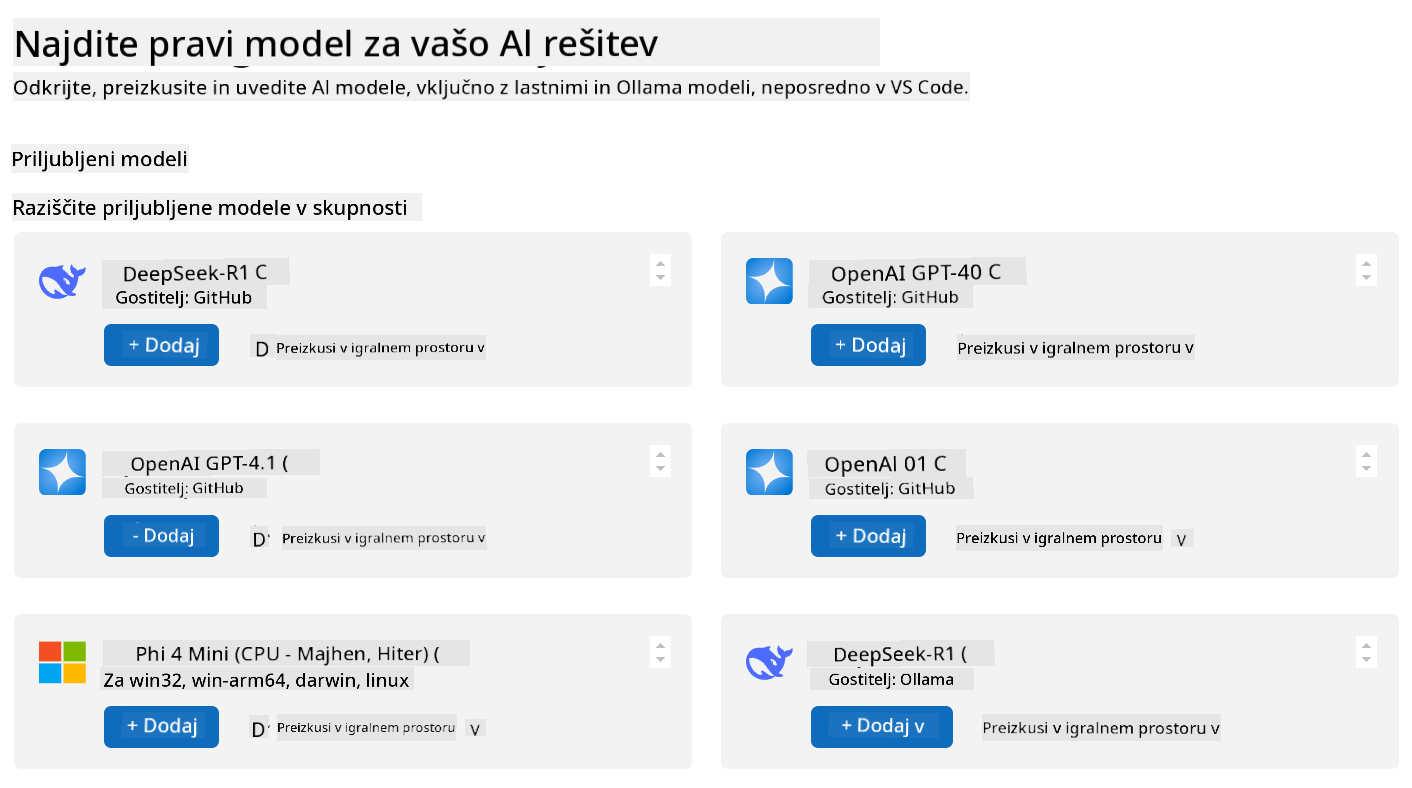 Najdite pravi model za vašo Al rešitev
Odkrijte, preizkusite in uvedite Al modele, vključno z lastnimi in Ollama modeli, neposredno v VS Code.
Priljubljeni modeli
Raziščite priljubljene modele v skupnosti
DeepSeek-R1 C
Gostitelj: GitHub
+ Dodaj
D Preizkusi v igralnem prostoru v
OpenAI GPT-40 C
Gostitelj: GitHub
+ Dodaj
Preizkusi v igralnem prostoru v
OpenAI GPT-4.1 (
Gostitelj: GitHub
- Dodaj
D Preizkusi v igralnem prostoru v
OpenAI 01 C
Gostitelj: GitHub
+ Dodaj
Preizkusi v igralnem prostoru v
Phi 4 Mini (CPU - Majhen, Hiter) (
Za win32, win-arm64, darwin, linux
+ Dodaj
D Preizkusi v igralnem prostoru v
DeepSeek-R1 (
Gostitelj: Ollama
+ Dodaj v
Preizkusi v igralnem prostoru v